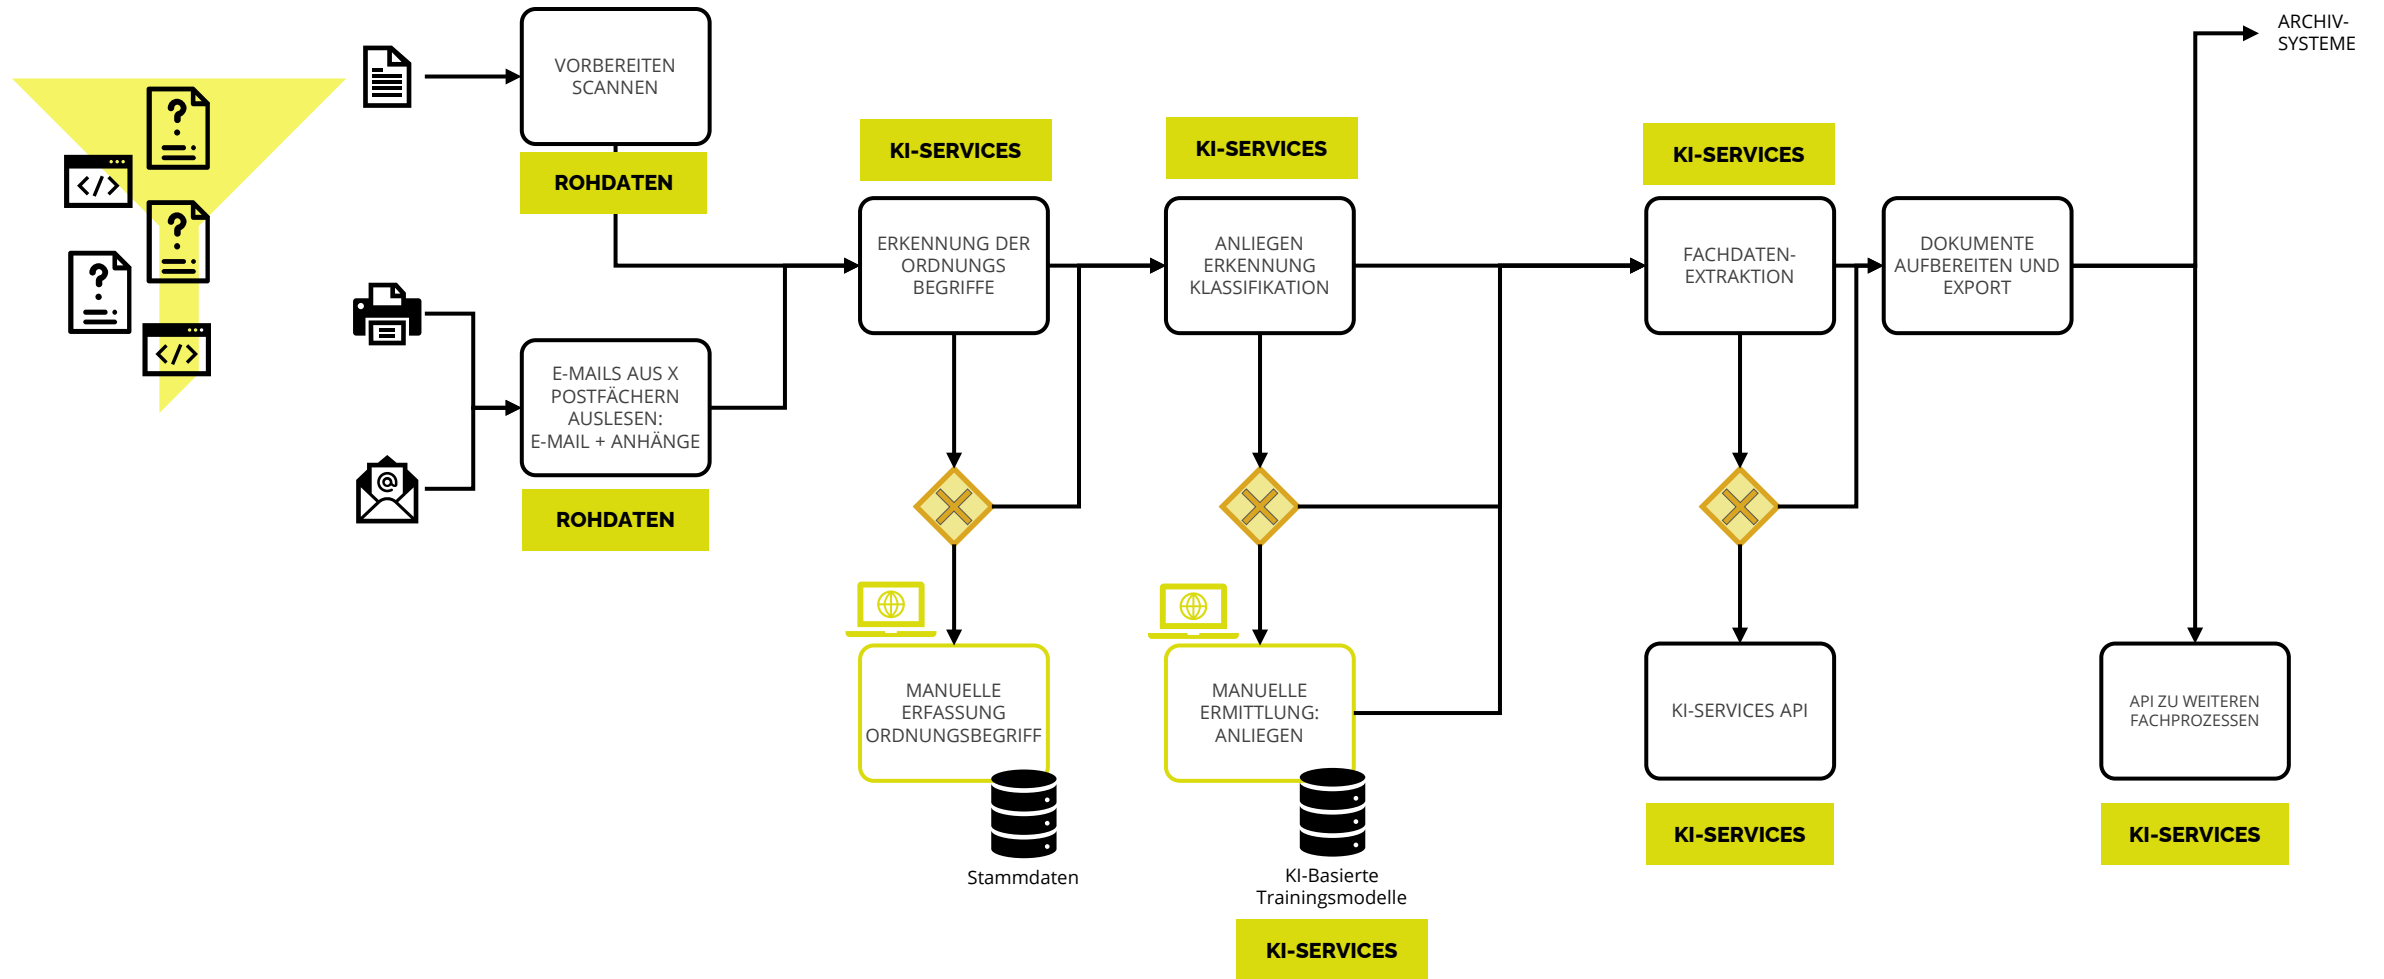 ARCHIV-
SYSTEME
VORBEREITEN
SCANNEN
ROHDATEN
E-MAILS AUS X
POSTFÄCHERN
AUSLESEN:
E-MAIL + ANHÄNGE
ROHDATEN
KI-SERVICES
ERKENNUNG DER
ORDNUNGS
BEGRIFFE
MANUELLE
ERFASSUNG
ORDNUNGSBEGRIFF
Stammdaten
KI-SERVICES
ANLIEGEN
ERKENNUNG
KLASSIFIKATION
MANUELLE
ERMITTLUNG:
ANLIEGEN
KI-Basierte
Trainingsmodelle
KI-SERVICES
KI-SERVICES
FACHDATEN-
EXTRAKTION
KI-SERVICES API
KI-SERVICES
DOKUMENTE
AUFBEREITEN UND
EXPORT
API ZU WEITEREN
FACHPROZESSEN
KI-SERVICES